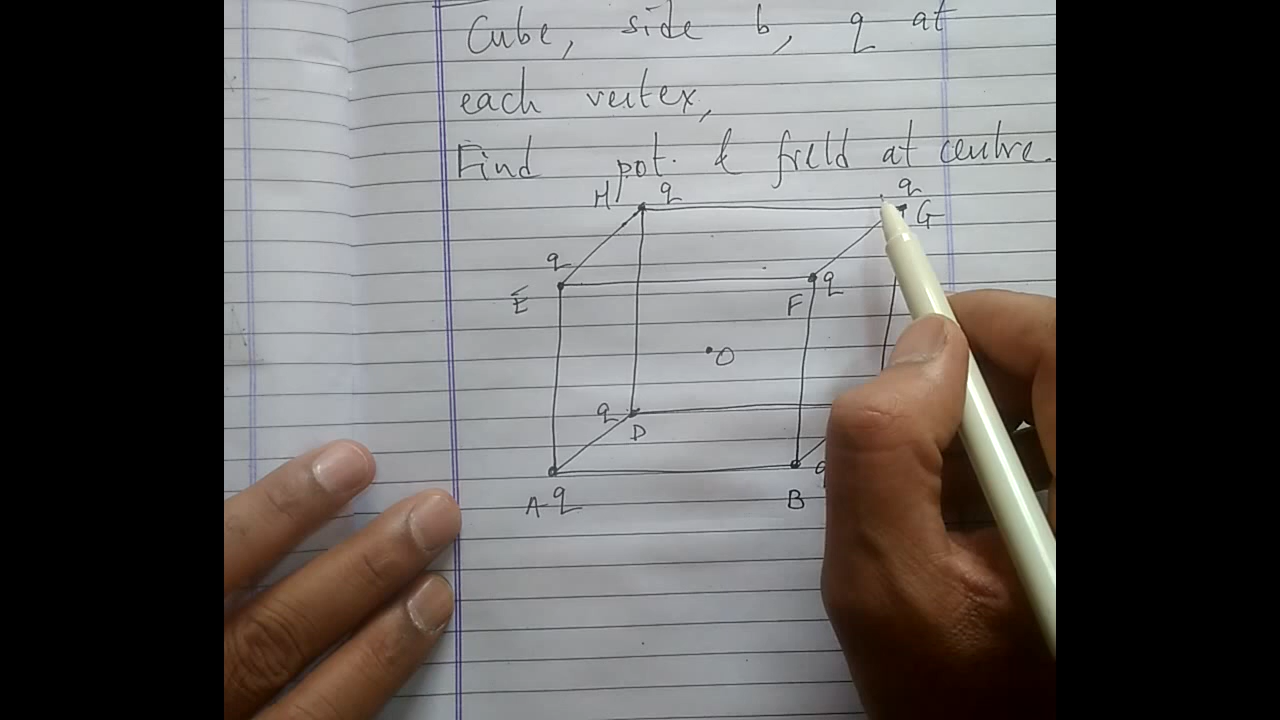 Cube, side b, q at
each vertex,
Find pot. & field at centre.
H q
q
G
q
E
F q
O
q
D
A q
B
q